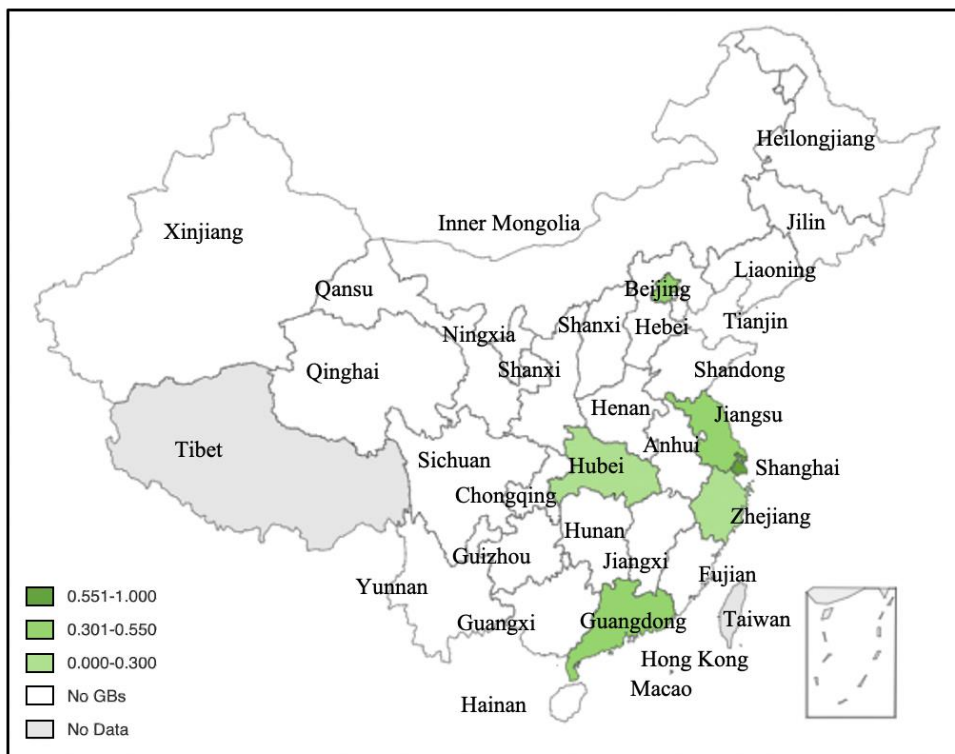 Heilongjiang
Jilin
Inner Mongolia
Xinjiang
Liaoning
Qansu
Beijing
Tianjin
Ningxia
Shanxi
Hebei
Shanxi
Qinghai
Shandong
Henan
Jiangsu
Anhui
Tibet
Sichuan
Hubei
Shanghai
Chongqing
Zhejiang
Hunan
Guizhou
Jiangxi
Fujian
Yunnan
Guangxi
Guangdong
Taiwan
Hong Kong
Macao
Hainan
0.551-1.000
0.301-0.550
0.000-0.300
No GBs
No Data